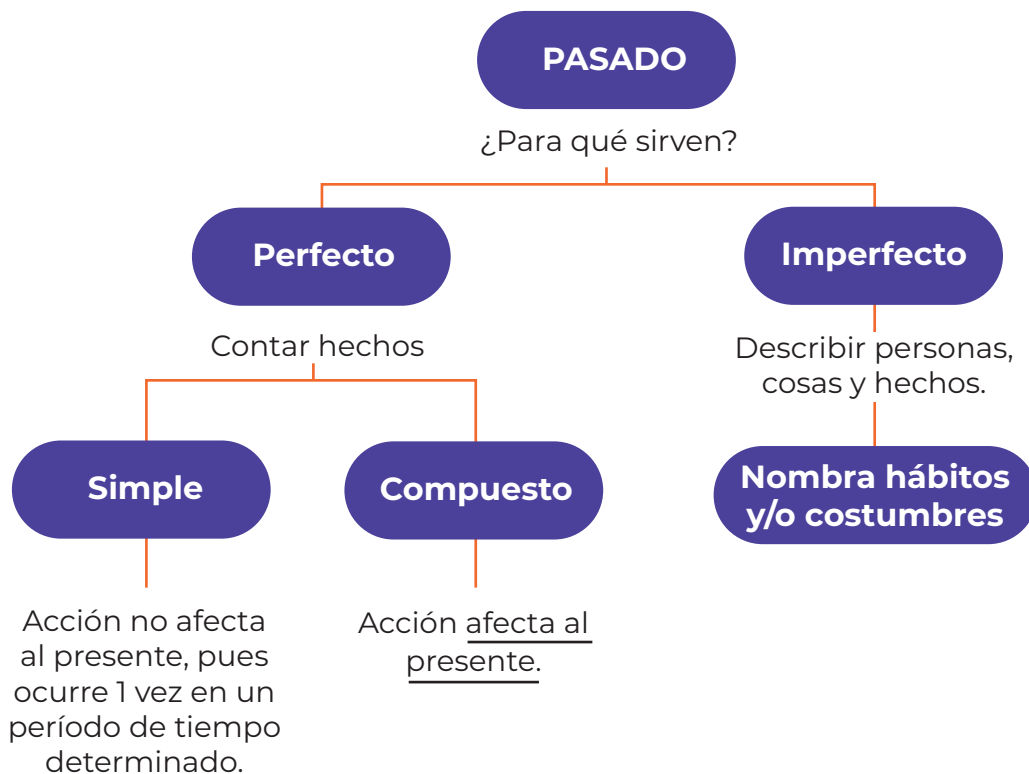 PASADO
¿Para qué sirven?
Perfecto
Imperfecto
Contar hechos
Describir personas,
cosas y hechos.
Simple
Compuesto
Nombra hábitos
y/o costumbres
Acción no afecta
al presente, pues
ocurre 1 vez en un
período de tiempo
determinado.
Acción afecta al
presente.